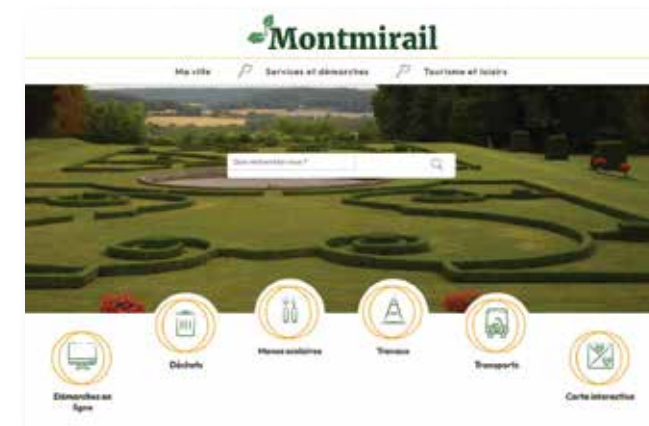 Montmirail
Ma ville
Services et démarches
Tourisme et loisirs
Que recherchez-vous ?
Démarches en
ligne
Déchets
Menus scolaires
Travaux
Transports
Carte interactive